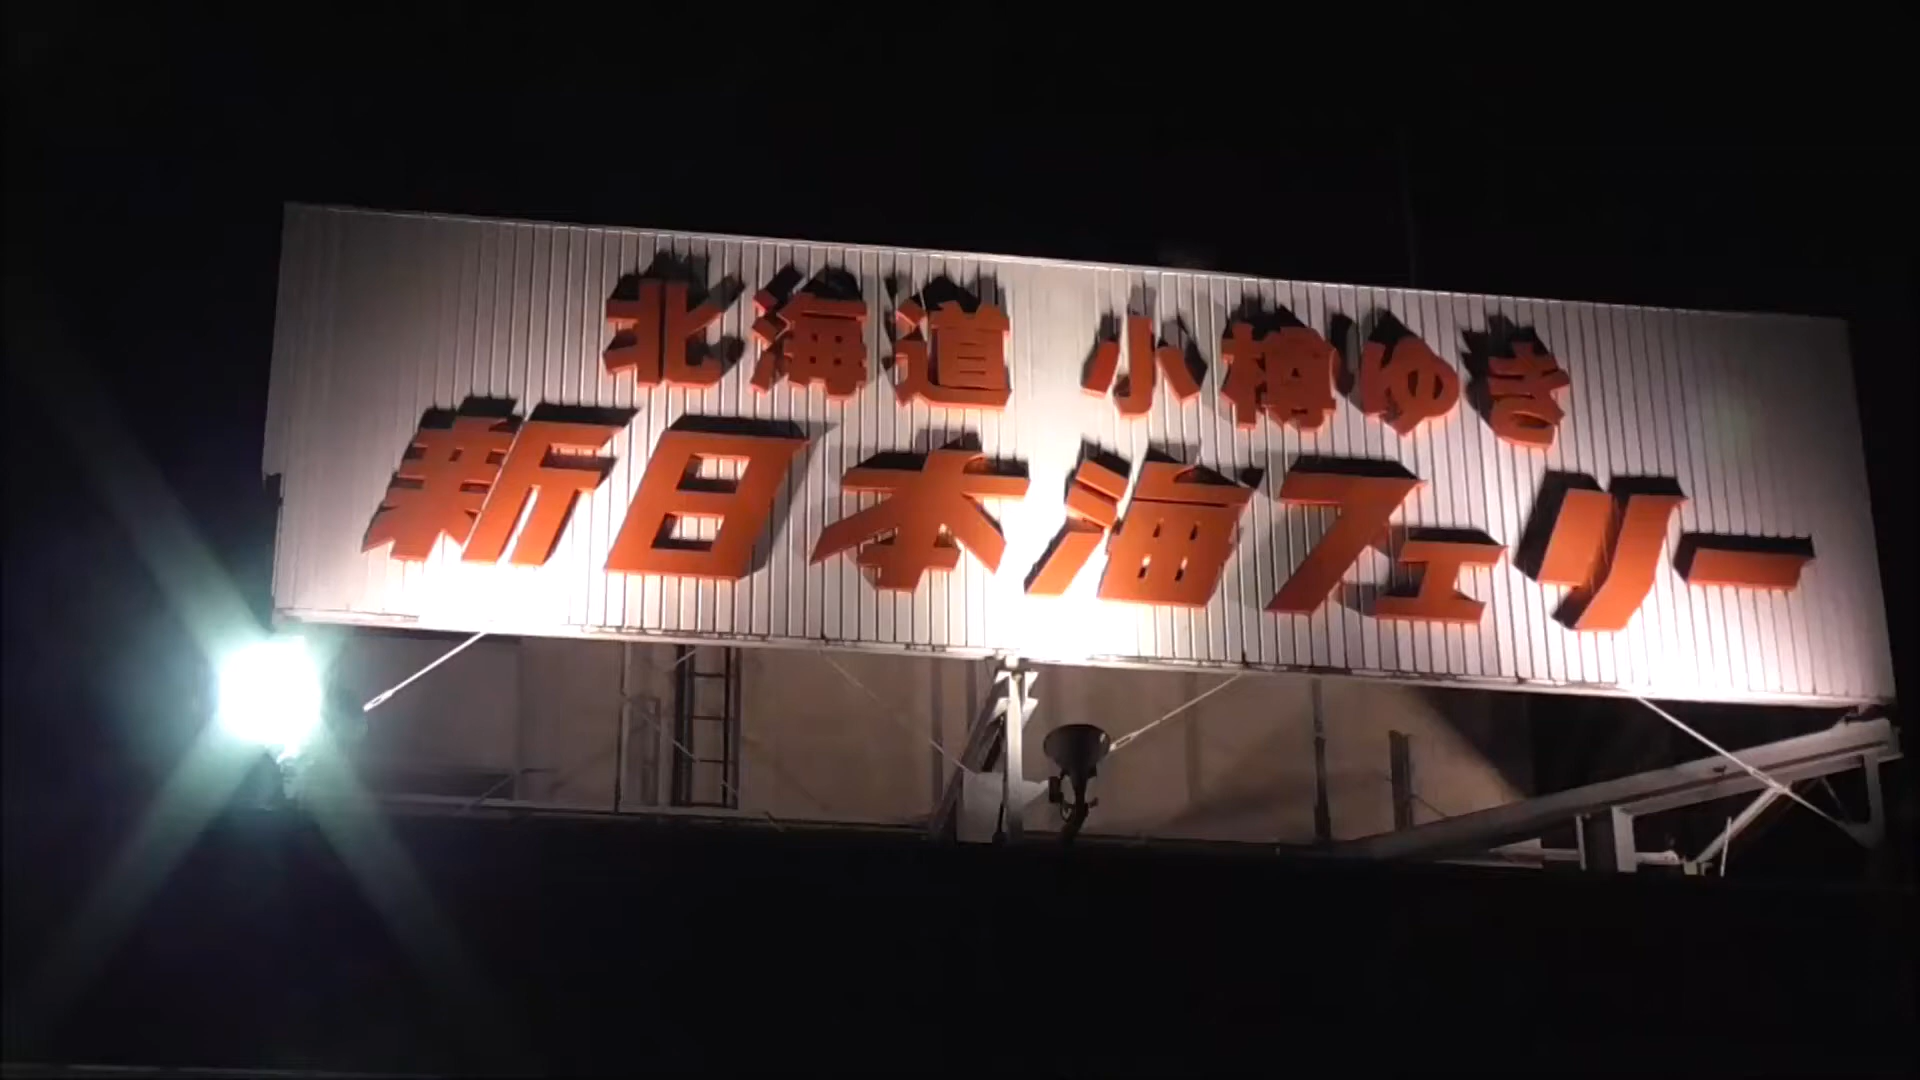 北海道 小樽ゆき
新日本海フェリー